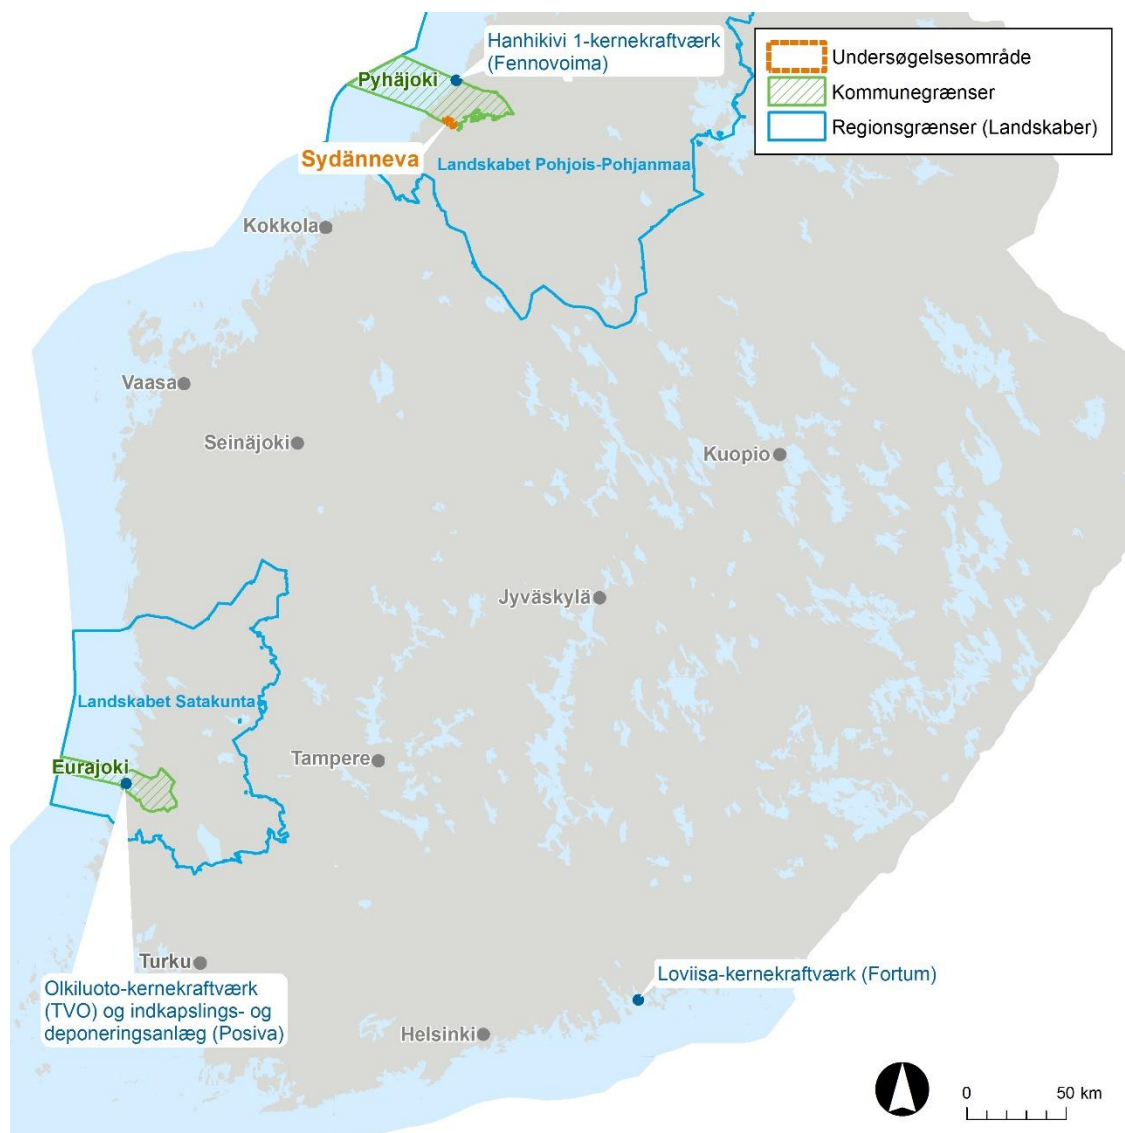 Hanhikivi 1-kernekraftværk
(Fennovoima)
Undersøgelsesområde
Kommunegrænser
Regionsgrænser (Landskaber)
Pyhäjoki
Sydänneva
Landskabet Pohjois-Pohjanmaa
Kokkola
Vaasa
Seinäjoki
Kuopio
Jyväskylä
Landskabet Satakunta
Tampere
Eurajoki
Turku
Loviisa-kernekraftværk (Fortum)
Olkiluoto-kernekraftværk
(TVO) og indkapslings- og
deponeringsanlæg (Posiva)
Helsinki
0 50 km